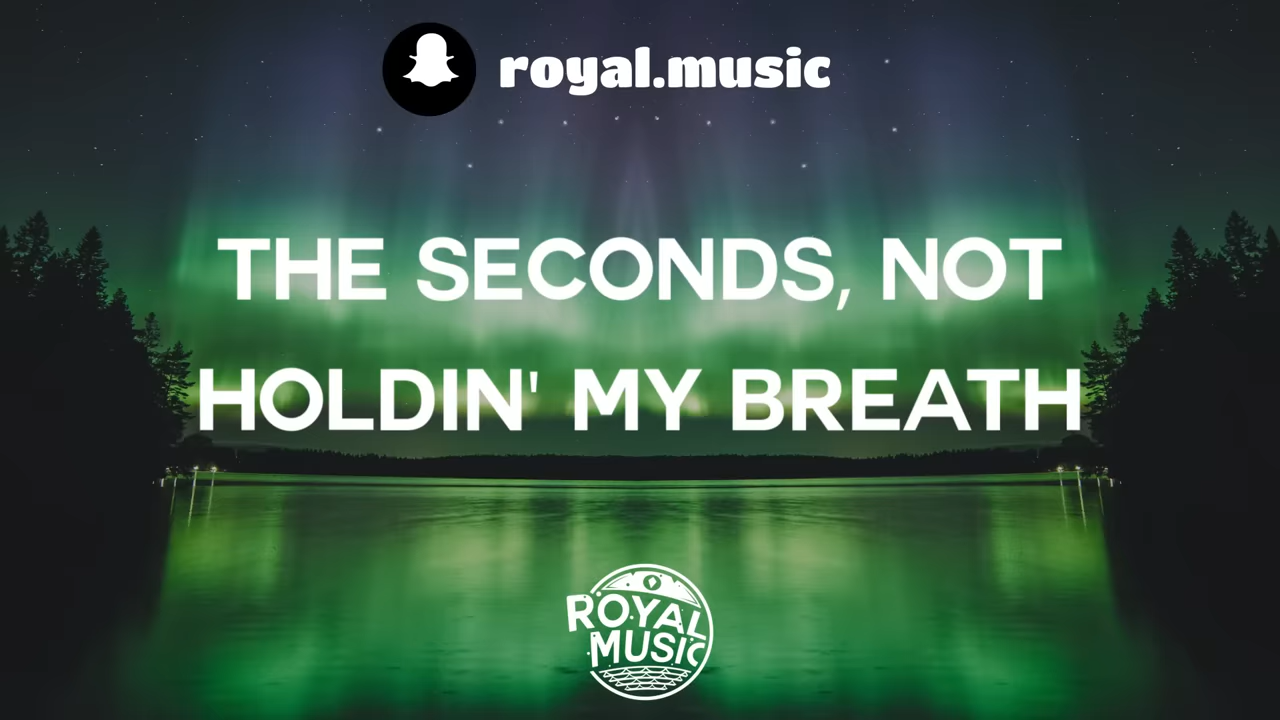 royal.music
THE SECONDS, NOT
HOLDIN' MY BREATH
ROYAL
MUSIC